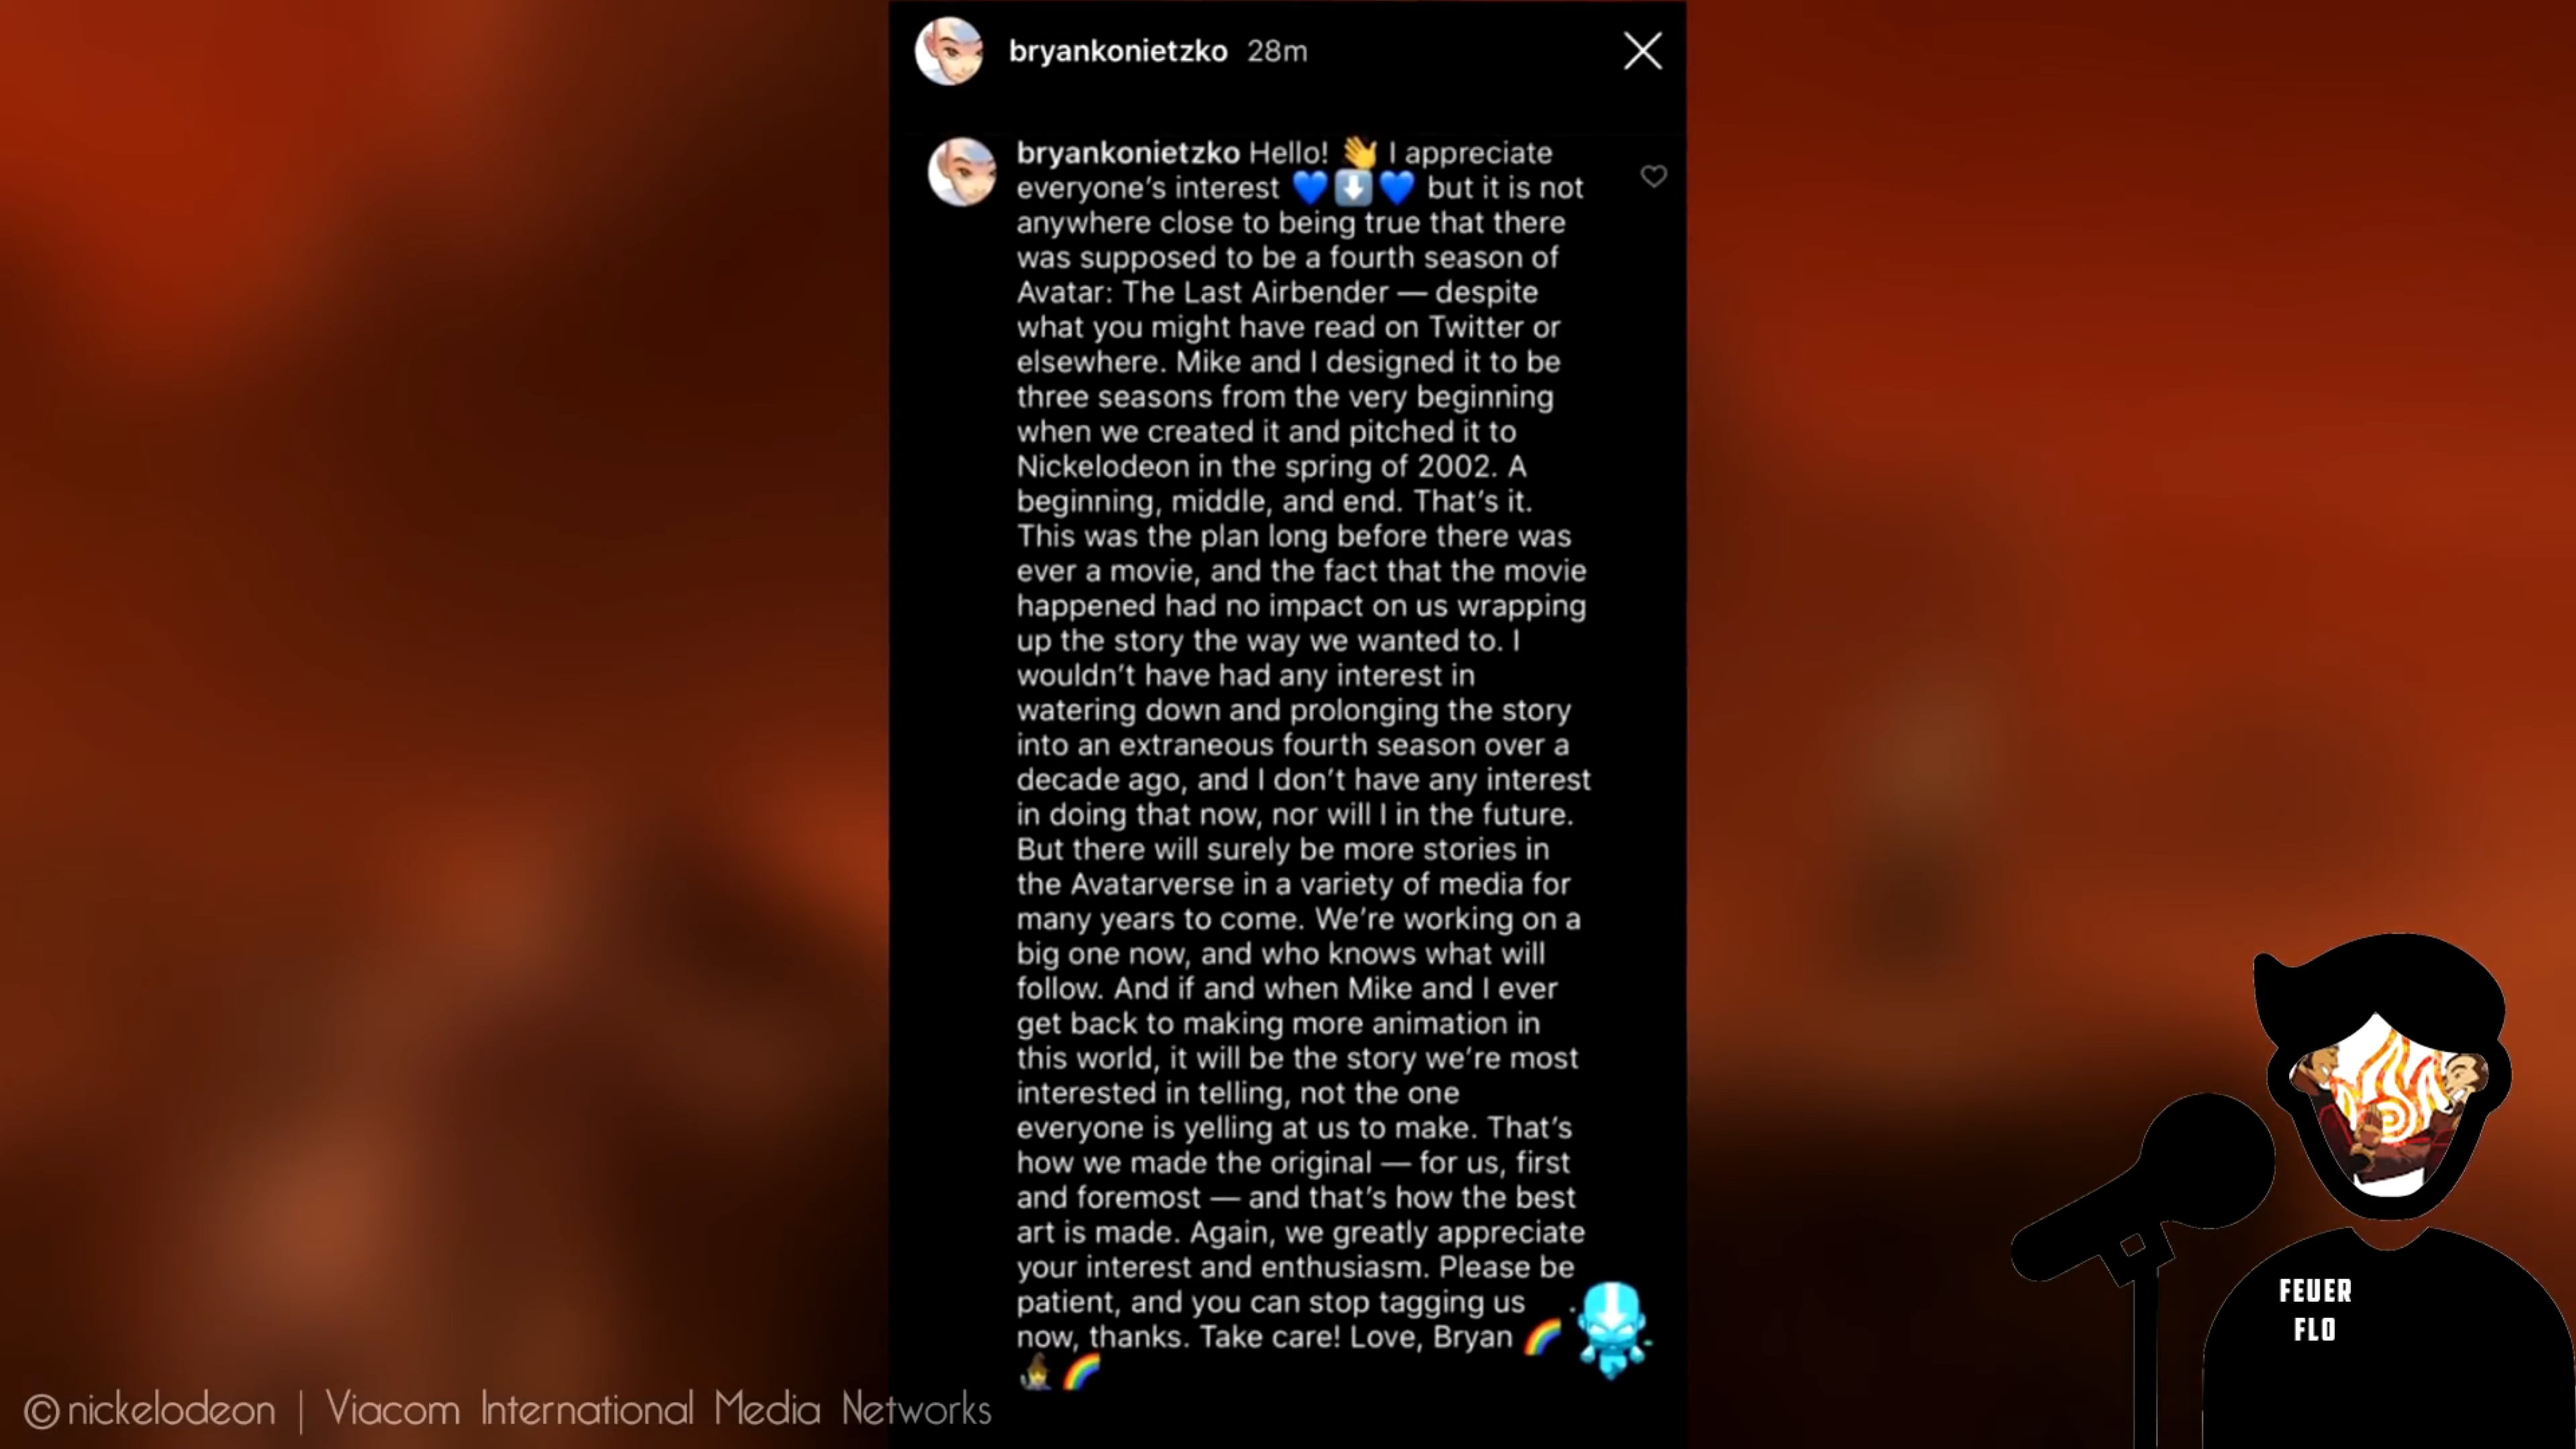 bryankonietzko 28m
bryankonietzko Hello! 👋 I appreciate
everyone's interest 💙⬇️💙 but it is not
anywhere close to being true that there
was supposed to be a fourth season of
Avatar: The Last Airbender — despite
what you might have read on Twitter or
elsewhere. Mike and I designed it to be
three seasons from the very beginning
when we created it and pitched it to
Nickelodeon in the spring of 2002. A
beginning, middle, and end. That's it.
This was the plan long before there was
ever a movie, and the fact that the movie
happened had no impact on us wrapping
up the story the way we wanted to. I
wouldn't have had any interest in
watering down and prolonging the story
into an extraneous fourth season over a
decade ago, and I don't have any interest
in doing that now, nor will I in the future.
But there will surely be more stories in
the Avatarverse in a variety of media for
many years to come. We're working on a
big one now, and who knows what will
follow. And if and when Mike and I ever
get back to making more animation in
this world, it will be the story we're most
interested in telling, not the one
everyone is yelling at us to make. That's
how we made the original — for us, first
and foremost — and that's how the best
art is made. Again, we greatly appreciate
your interest and enthusiasm. Please be
patient, and you can stop tagging us
now, thanks. Take care! Love, Bryan 🌈
🌈
FEUER
FLO
©nickelodeon | Viacom International Media Networks